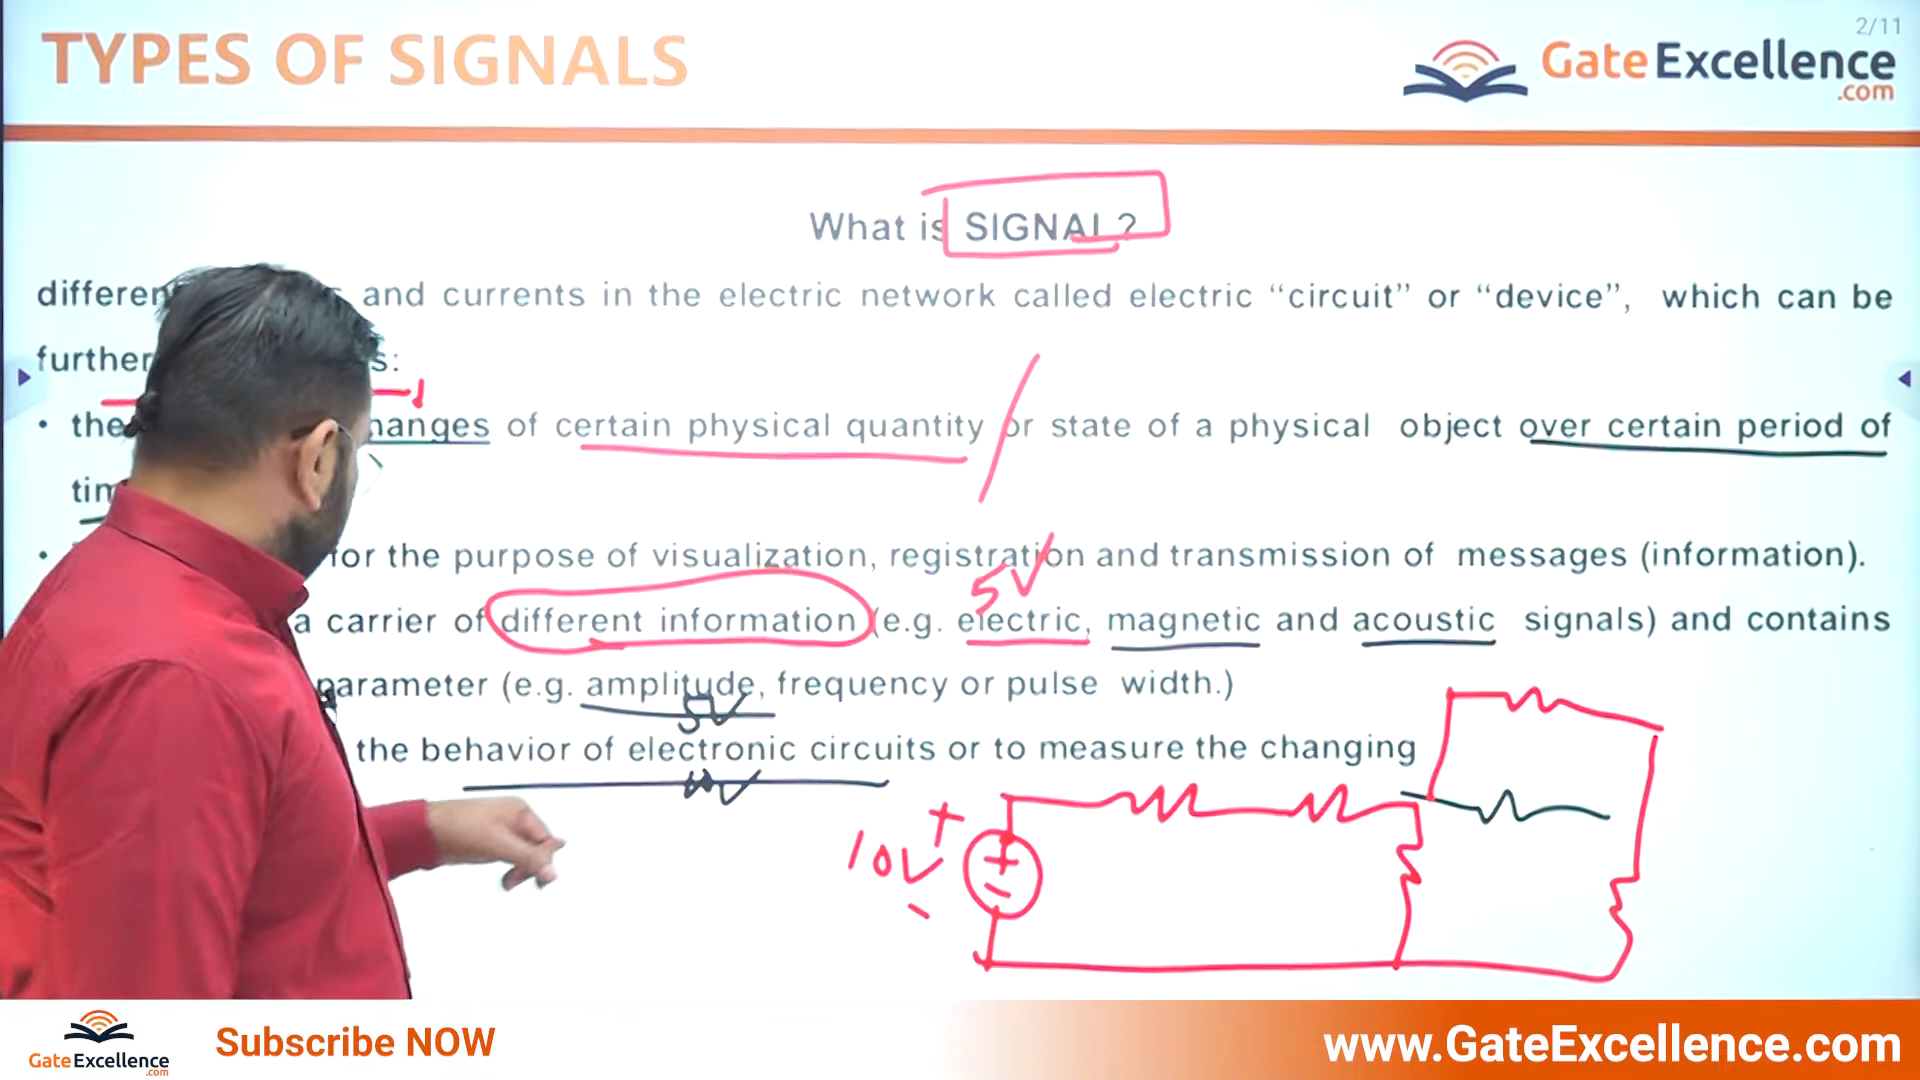 2/11
TYPES OF SIGNALS
GateExcellence
.com
What is SIGNAL ?
and currents in the electric network called electric “circuit” or “device”, which can be
further
• the changes of certain physical quantity or state of a physical object over certain period of
• for the purpose of visualization, registration and transmission of messages (information).
5V
a carrier of different information (e.g. electric, magnetic and acoustic signals) and contains
parameter (e.g. amplitude, frequency or pulse width.)
5V
the behavior of electronic circuits or to measure the changing
10V
+
-
+
-
GateExcellence
.com
Subscribe NOW
www.GateExcellence.com